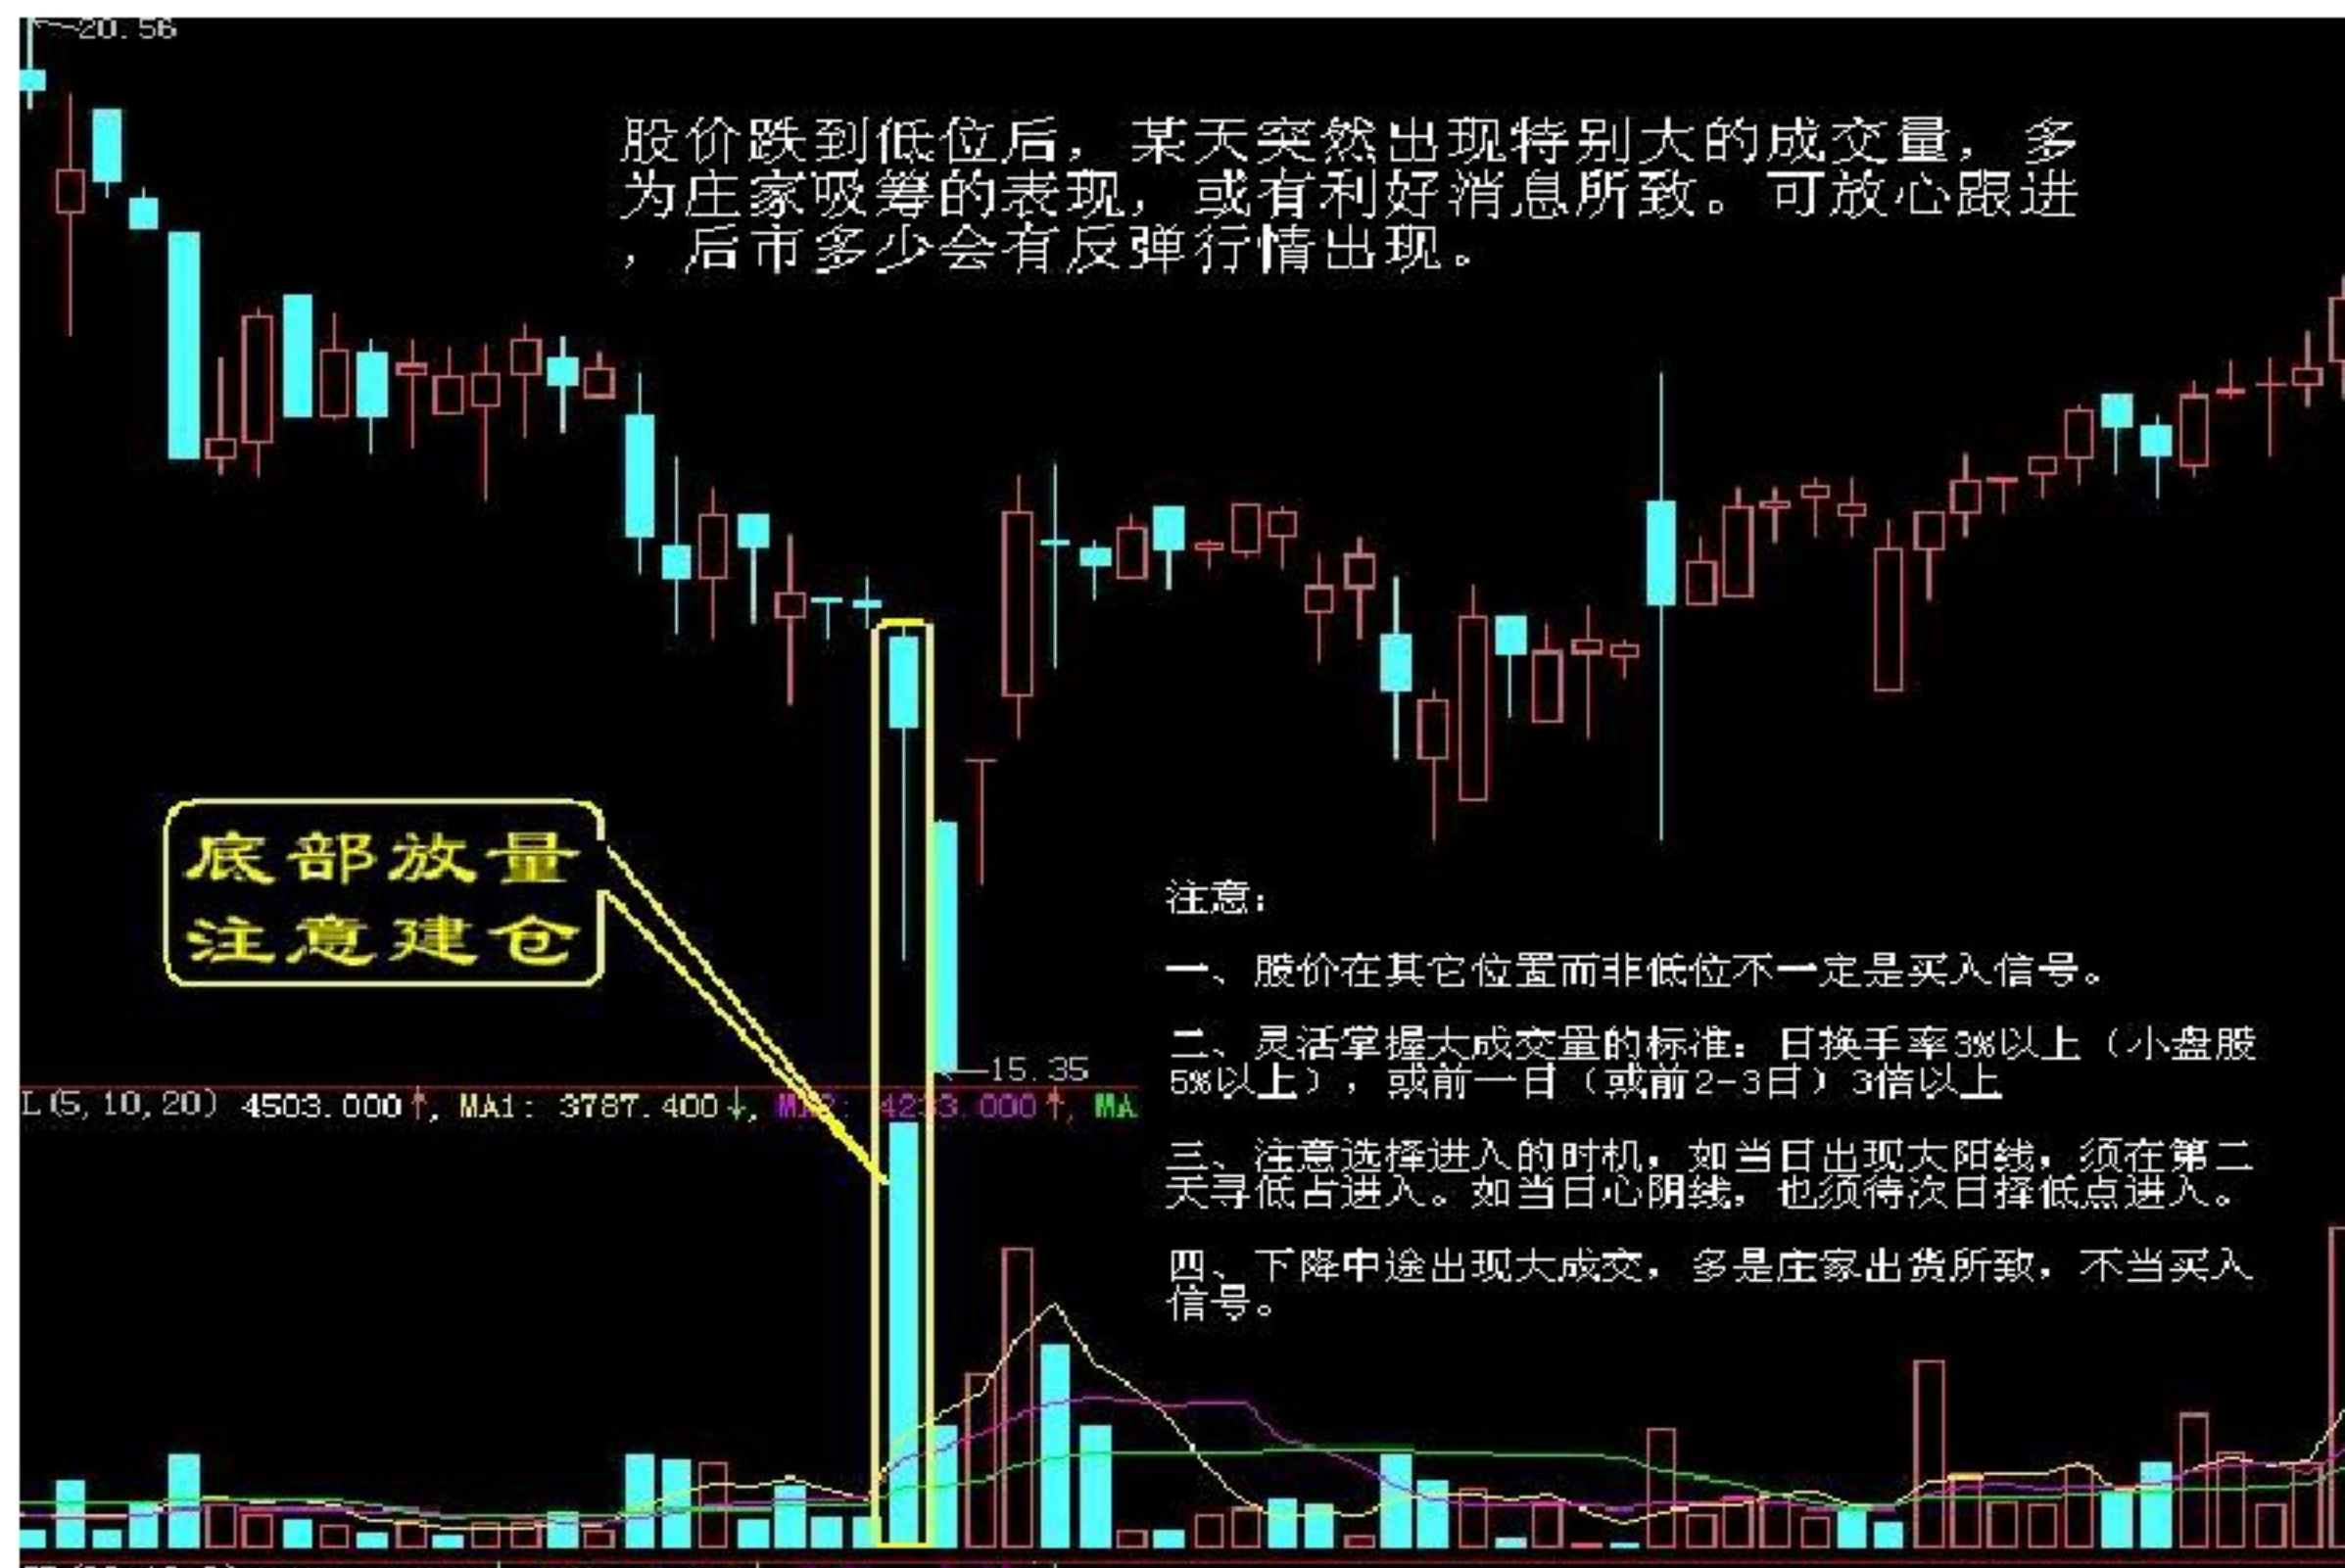 20.56
股价跌到低位后，某天突然出现特别大的成交量，多
为庄家吸筹的表现，或有利好消息所致。可放心跟进
，后市多少会有反弹行情出现。
底部放量
注意建仓
15.35
注意：
一、股价在其它位置而非低位不一定是买入信号。
二、灵活掌握大成交量的标准：日换手率3%以上（小盘股
5%以上），或前一日（或前2-3日）3倍以上
三、注意选择进入的时机，如当日出现大阳线，须在第二
天寻低占进入。如当日心阴线，也须待次日择低点进入。
四、下降中途出现大成交，多是庄家出货所致，不当买入
信号。
L(5,10,20) 4503.000↑, MA1: 3787.400↓, MA2: 4233.000↑, MA